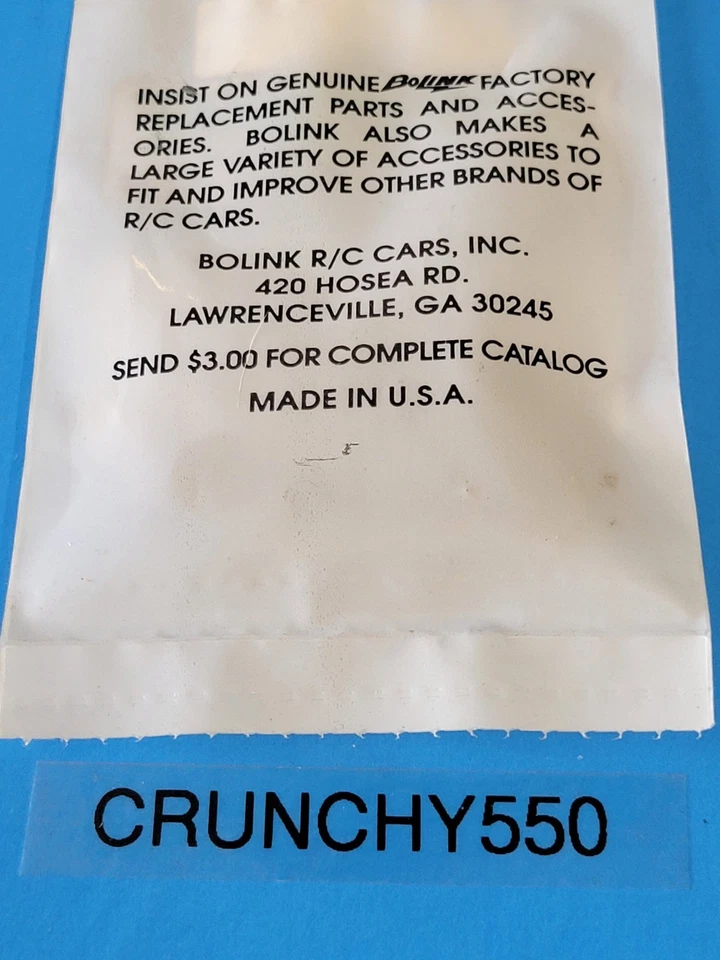 INSIST ON GENUINE BOLINK FACTORY
REPLACEMENT PARTS AND ACCES-
ORIES. BOLINK ALSO MAKES A
LARGE VARIETY OF ACCESSORIES TO
FIT AND IMPROVE OTHER BRANDS OF
R/C CARS.
BOLINK R/C CARS, INC.
420 HOSEA RD.
LAWRENCEVILLE, GA 30245
SEND $3.00 FOR COMPLETE CATALOG
MADE IN U.S.A.
CRUNCHY550